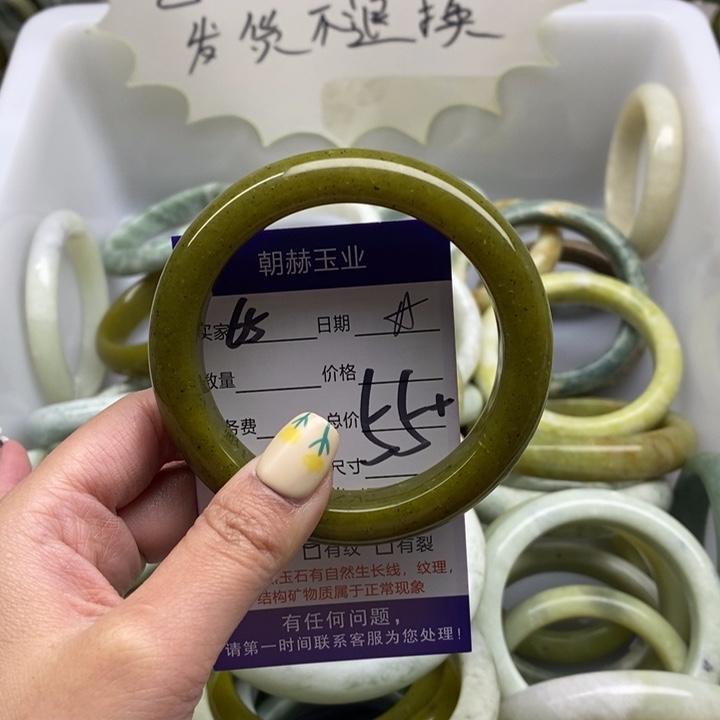 发货不退换
朝赫玉业
买家 US 日期 A
数量 价格
务费 总价 55+
尺寸
有纹 有裂
玉石有自然生长线，纹理，
结构矿物质属于正常现象
有任何问题，
请第一时间联系客服为您处理！